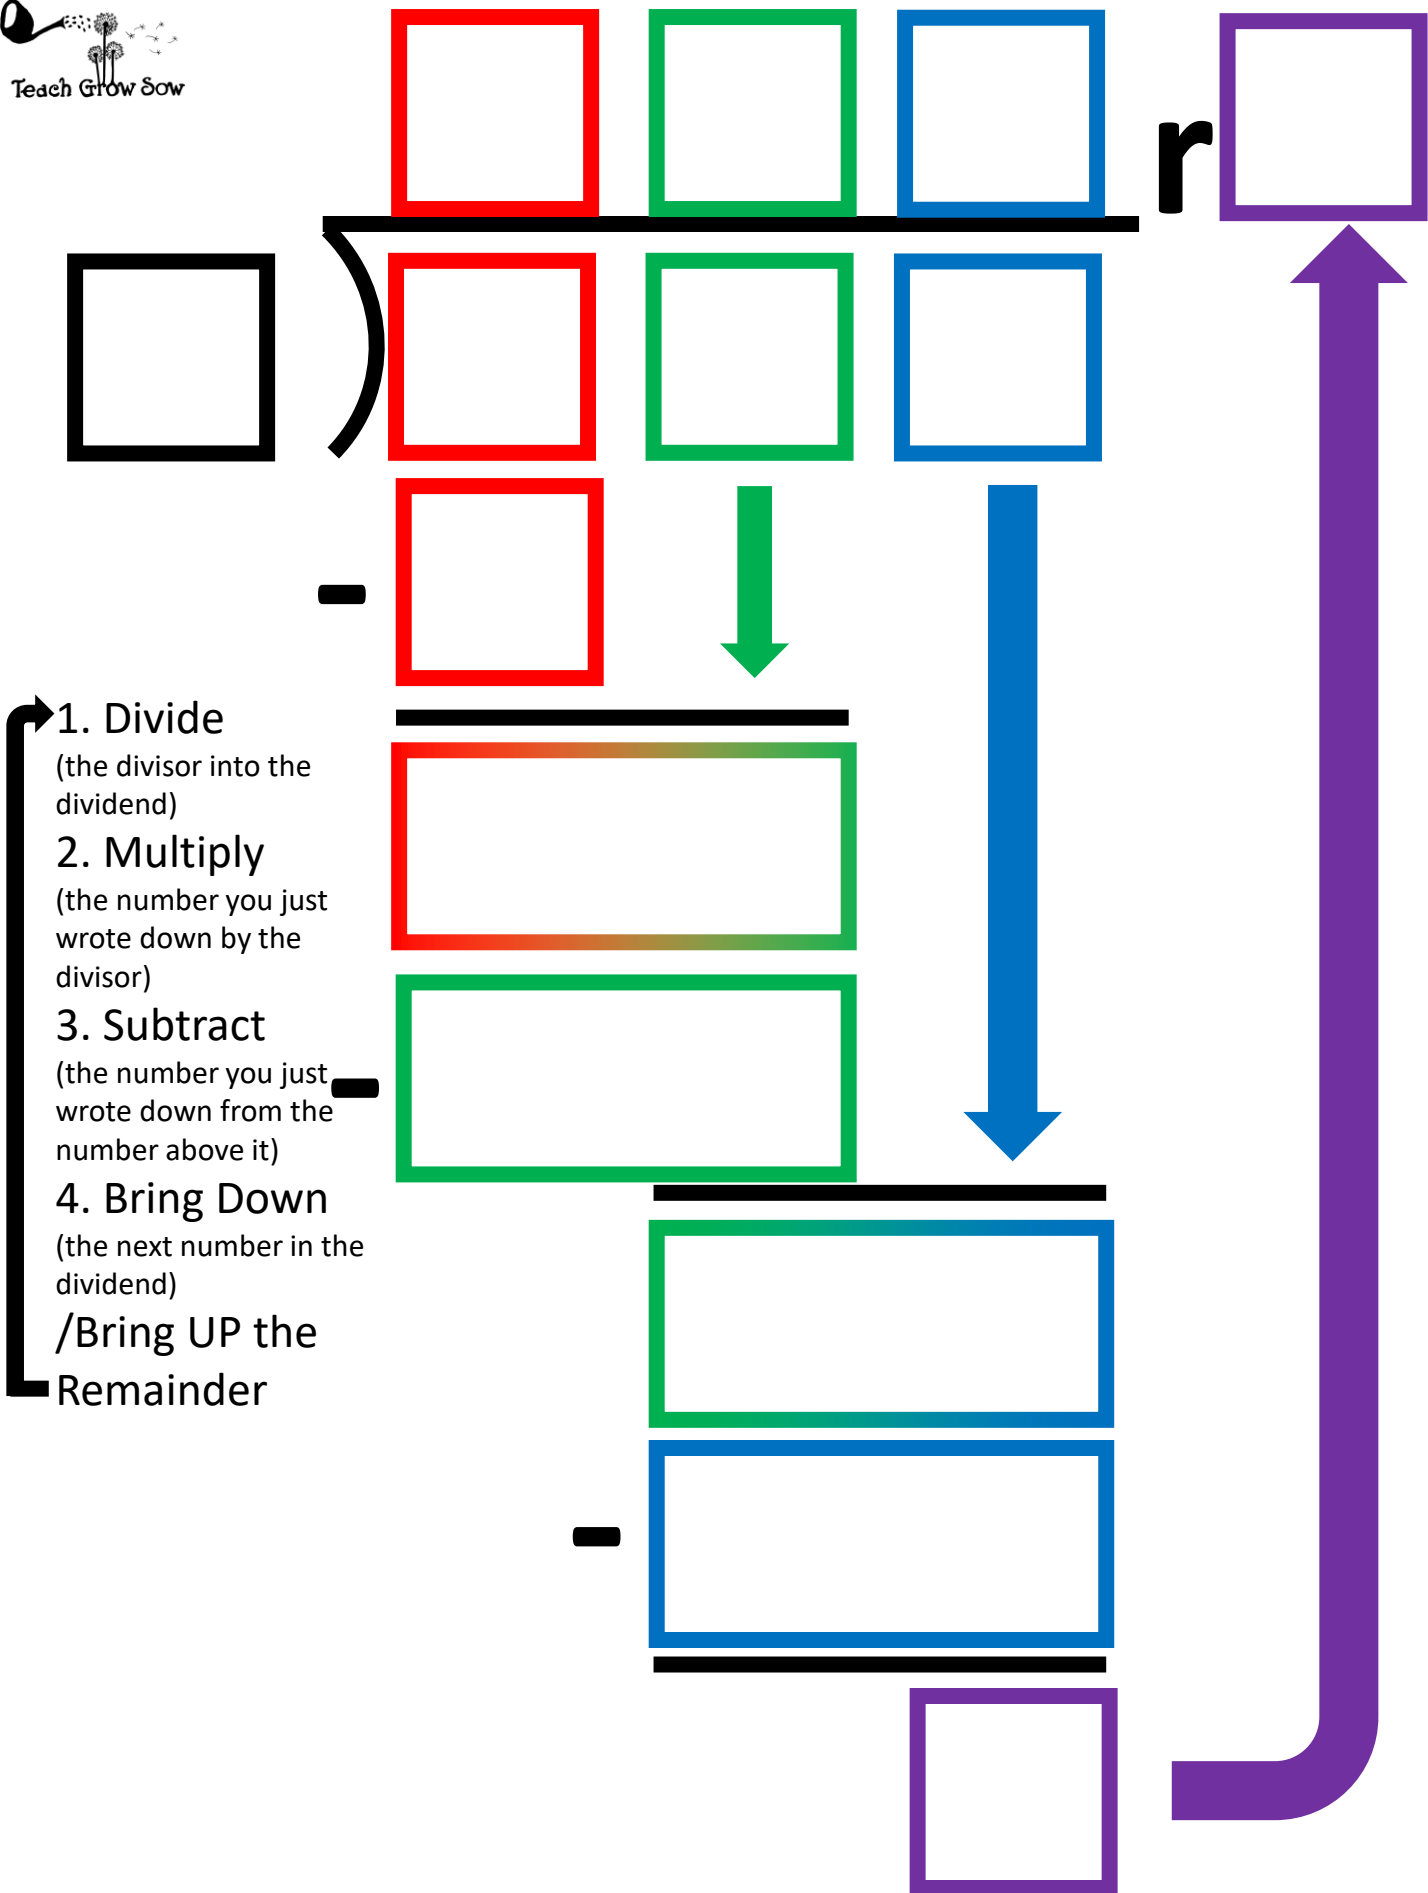 Teach Grow Sow
r
-
1. Divide
(the divisor into the
dividend)
2. Multiply
(the number you just
wrote down by the
divisor)
3. Subtract
(the number you just
wrote down from the
number above it)
-
4. Bring Down
(the next number in the
dividend)
/Bring UP the
Remainder
-